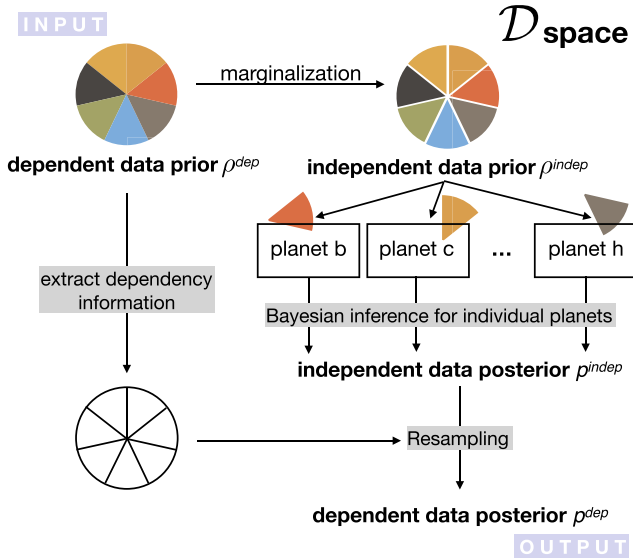 INPUT
𝒟 space
marginalization
dependent data prior ρ^dep
independent data prior ρ^indep
planet b
planet c
...
planet h
extract dependency
information
Bayesian inference for individual planets
independent data posterior p^indep
Resampling
dependent data posterior p^dep
OUTPUT